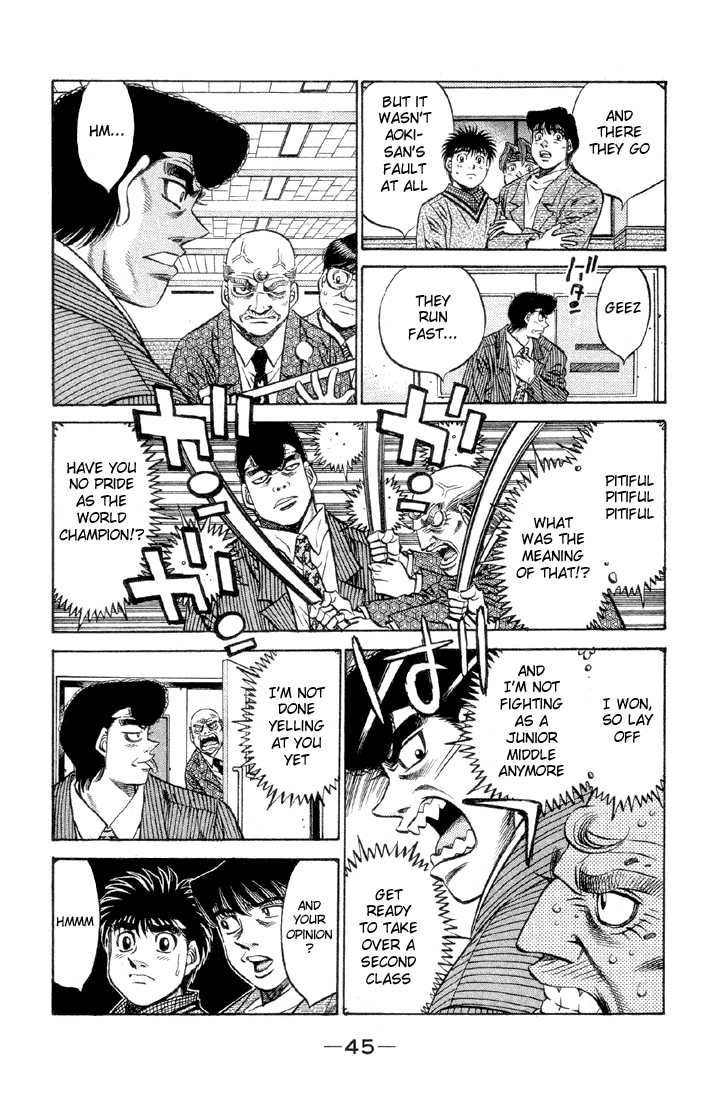 AND
THERE
THEY GO
BUT IT
WASN'T
AOKI-
SAN'S
FAULT
AT ALL
GEEZ
THEY
RUN
FAST...
HM...
PITIFUL
PITIFUL
PITIFUL
WHAT
WAS THE
MEANING
OF THAT!?
HAVE YOU
NO PRIDE
AS THE
WORLD
CHAMPION!?
I WON,
SO LAY
OFF
AND
I'M NOT
FIGHTING
AS A
JUNIOR
MIDDLE
ANYMORE
GET
READY
TO TAKE
OVER A
SECOND
CLASS
I'M NOT
DONE
YELLING
AT YOU
YET
AND
YOUR
OPINION
?
HMMM
—45—